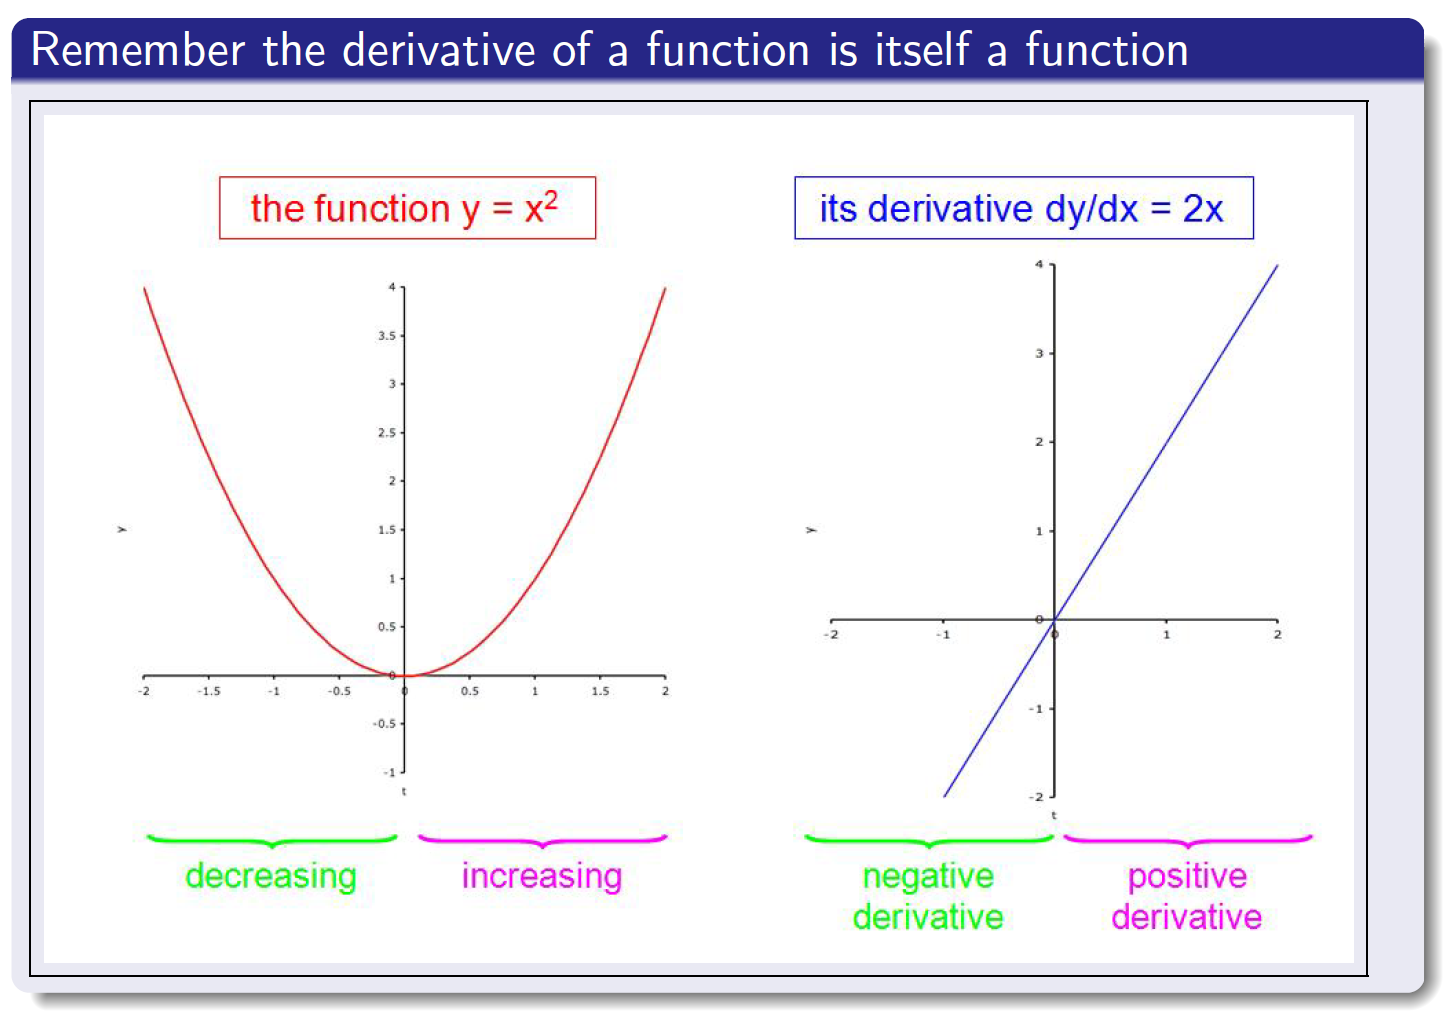 Remember the derivative of a function is itself a function
the function y = x²
its derivative dy/dx = 2x
4
3.5
3
2.5
2
y
1.5
1
0.5
0
-2
-1.5
-1
-0.5
0
0.5
1
1.5
2
-0.5
-1
t
4
3
2
y
1
0
-2
-1
0
1
2
-1
-2
t
decreasing
increasing
negative
derivative
positive
derivative